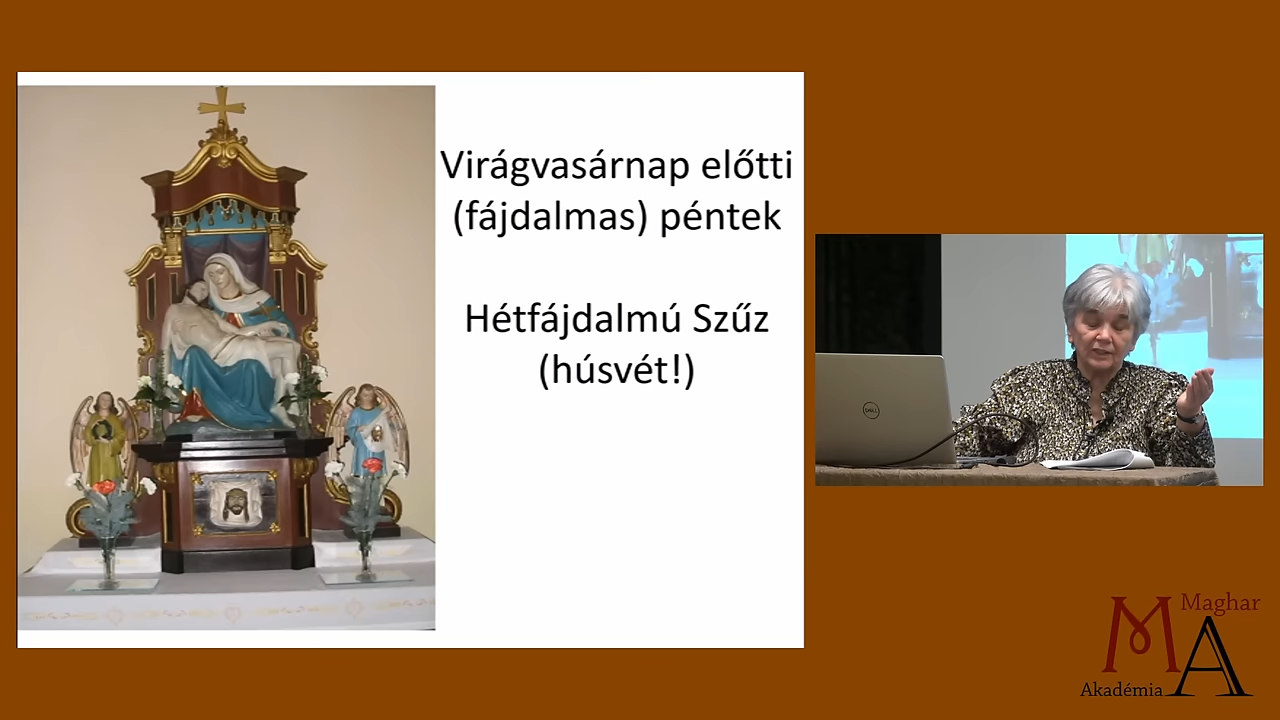 Virágvasárnap előtti
(fájdalmas) péntek
Hétfájdalmú Szűz
(húsvét!)
DELL
Maghar
MA
Akadémia